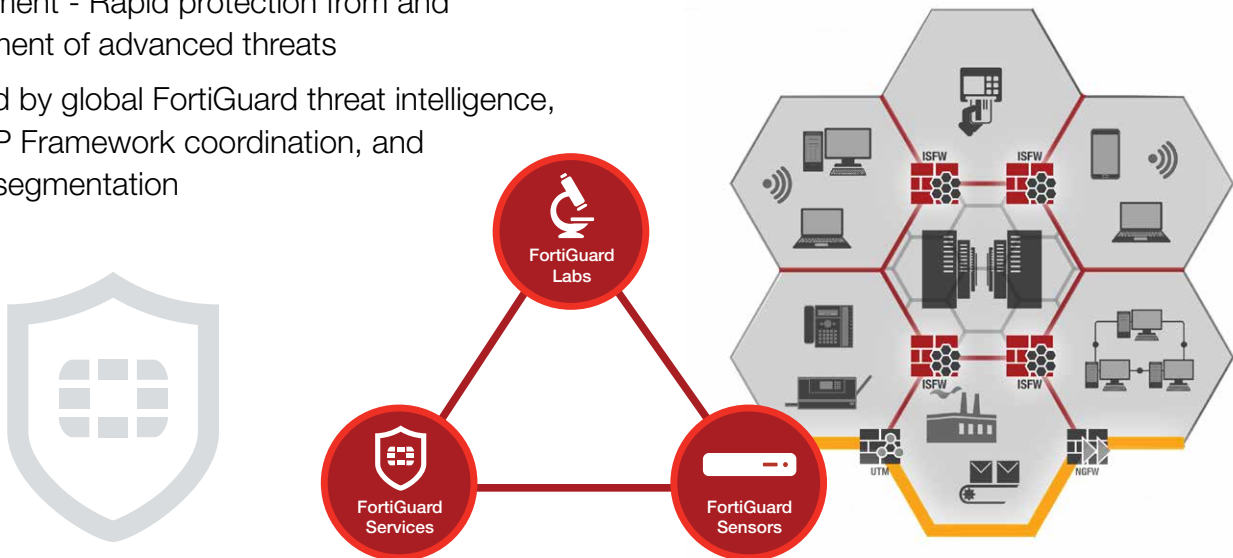 ment - Rapid protection from and
ment of advanced threats
d by global FortiGuard threat intelligence,
P Framework coordination, and
segmentation
FortiGuard
Labs
FortiGuard
Services
FortiGuard
Sensors
ISFW
ISFW
ISFW
ISFW
UTM
NGFW